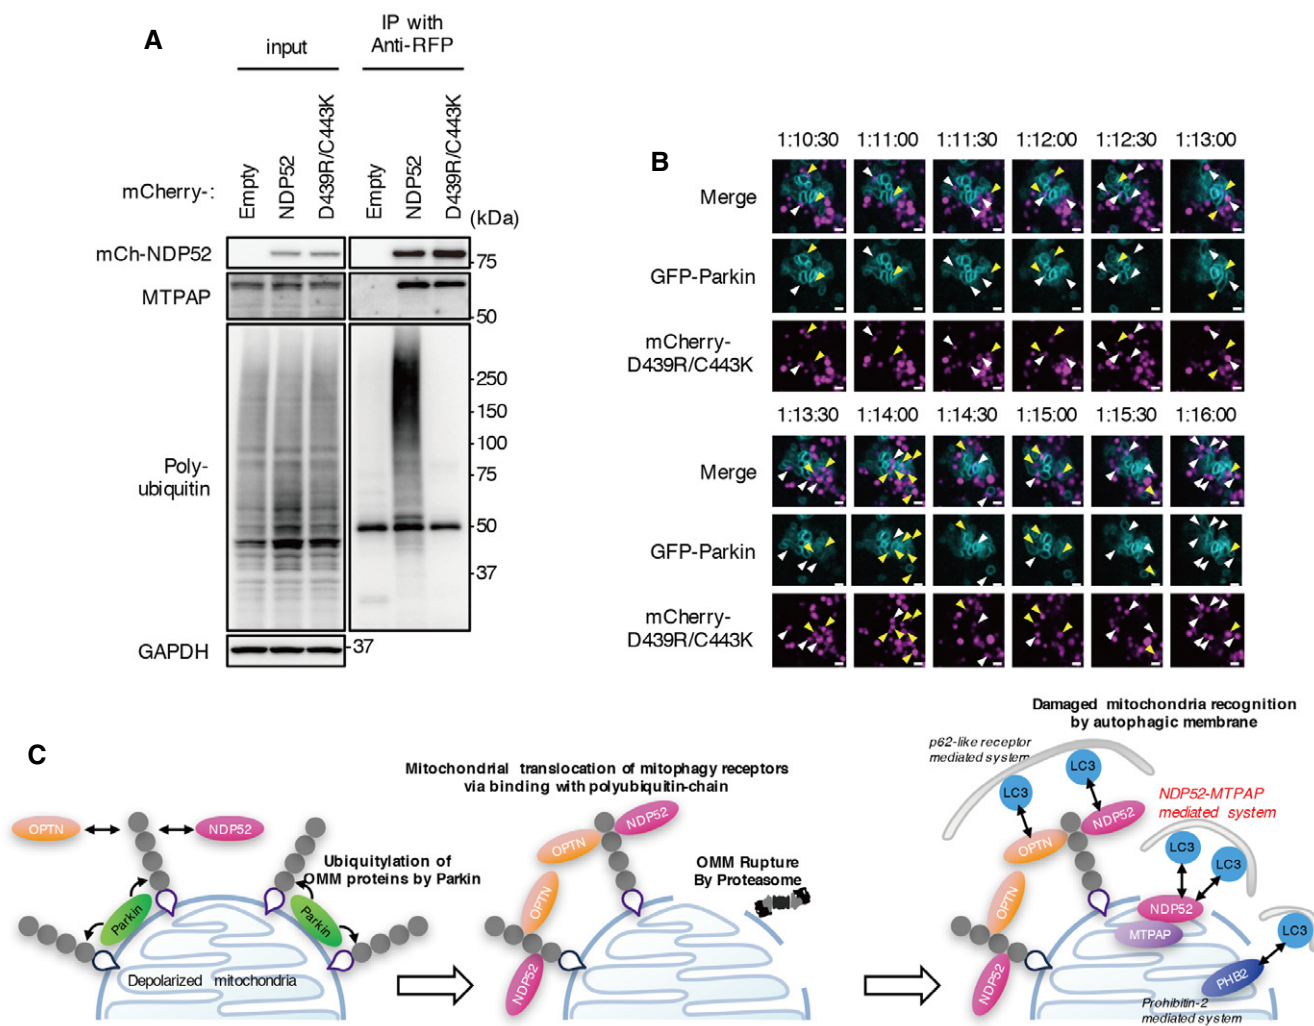 A
input
IP with
Anti-RFP
mCherry-:
Empty
NDP52
D439R/C443K
Empty
NDP52
D439R/C443K
(kDa)
mCh-NDP52
75
MTPAP
50
Poly-
ubiquitin
250
150
100
75
50
37
GAPDH
37
B
1:10:30 1:11:00 1:11:30 1:12:00 1:12:30 1:13:00
Merge
GFP-Parkin
mCherry-
D439R/C443K
1:13:30 1:14:00 1:14:30 1:15:00 1:15:30 1:16:00
Merge
GFP-Parkin
mCherry-
D439R/C443K
C
OPTN
NDP52
Ubiquitylation of
OMM proteins by Parkin
Parkin
Parkin
Depolarized mitochondria
Mitochondrial translocation of mitophagy receptors
via binding with polyubiquitin-chain
OPTN
NDP52
OPTN
NDP52
OMM Rupture
By Proteasome
Damaged mitochondria recognition
by autophagic membrane
p62-like receptor
mediated system
LC3
LC3
OPTN
NDP52
OPTN
NDP52
NDP52-MTPAP
mediated system
LC3
LC3
NDP52
MTPAP
LC3
PHB2
Prohibitin-2
mediated system